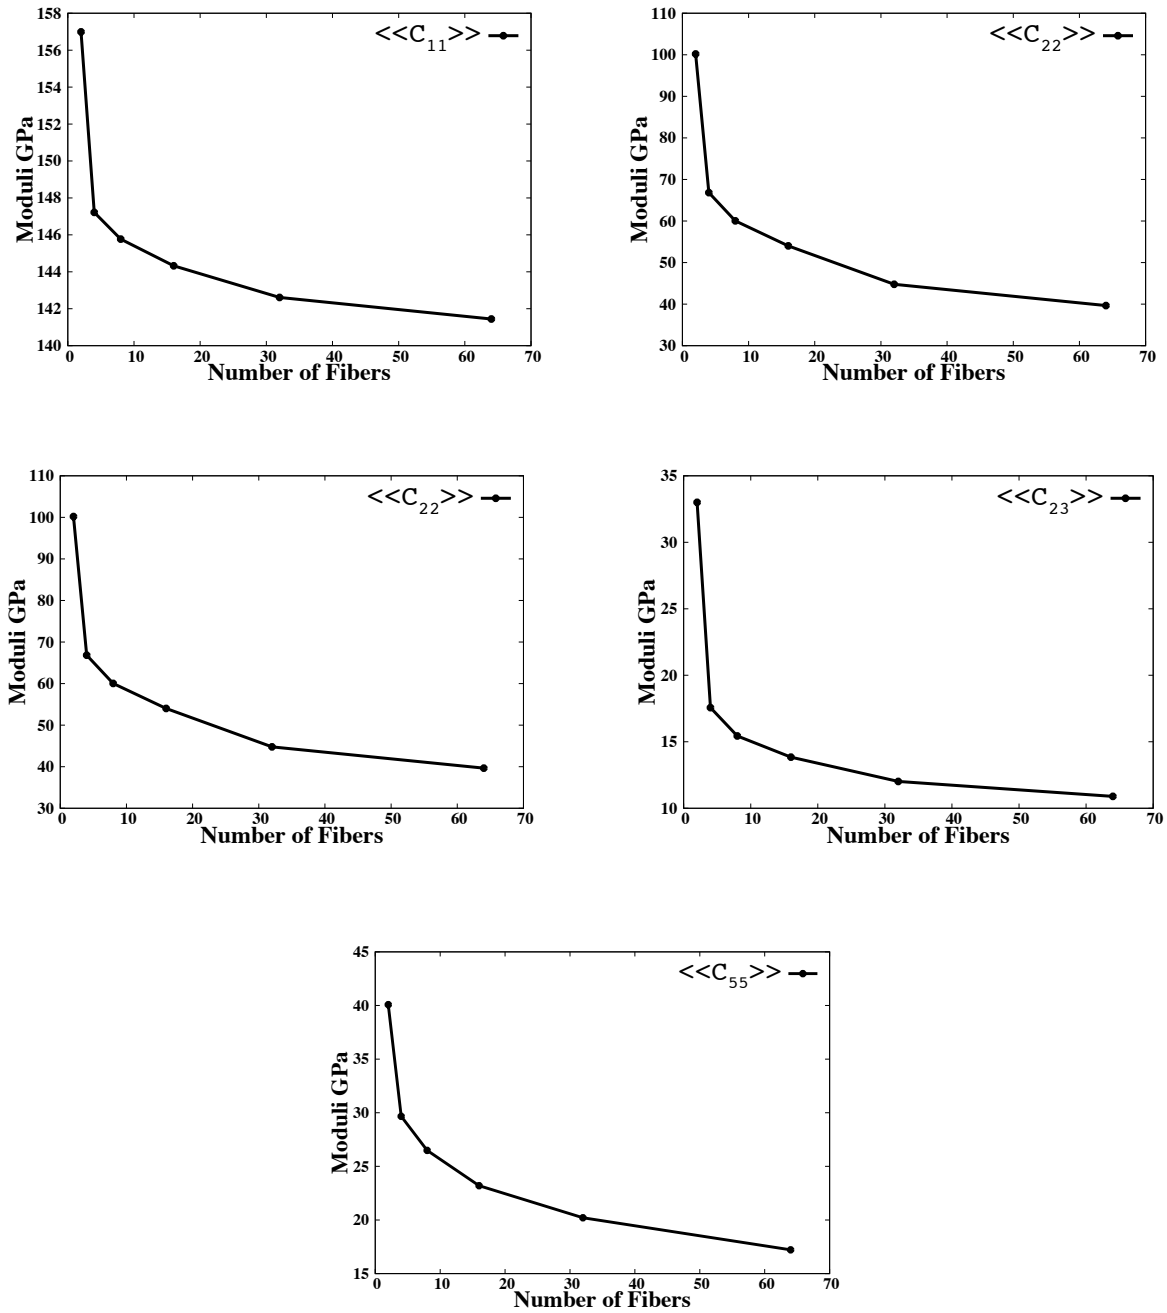 158
156
154
152
150
148
146
144
142
140
0 10 20 30 40 50 60 70
Moduli GPa
Number of Fibers
<<C11>>
110
100
90
80
70
60
50
40
30
0 10 20 30 40 50 60 70
Moduli GPa
Number of Fibers
<<C22>>
110
100
90
80
70
60
50
40
30
0 10 20 30 40 50 60 70
Moduli GPa
Number of Fibers
<<C22>>
35
30
25
20
15
10
0 10 20 30 40 50 60 70
Moduli GPa
Number of Fibers
<<C23>>
45
40
35
30
25
20
15
0 10 20 30 40 50 60 70
Moduli GPa
Number of Fibers
<<C55>>